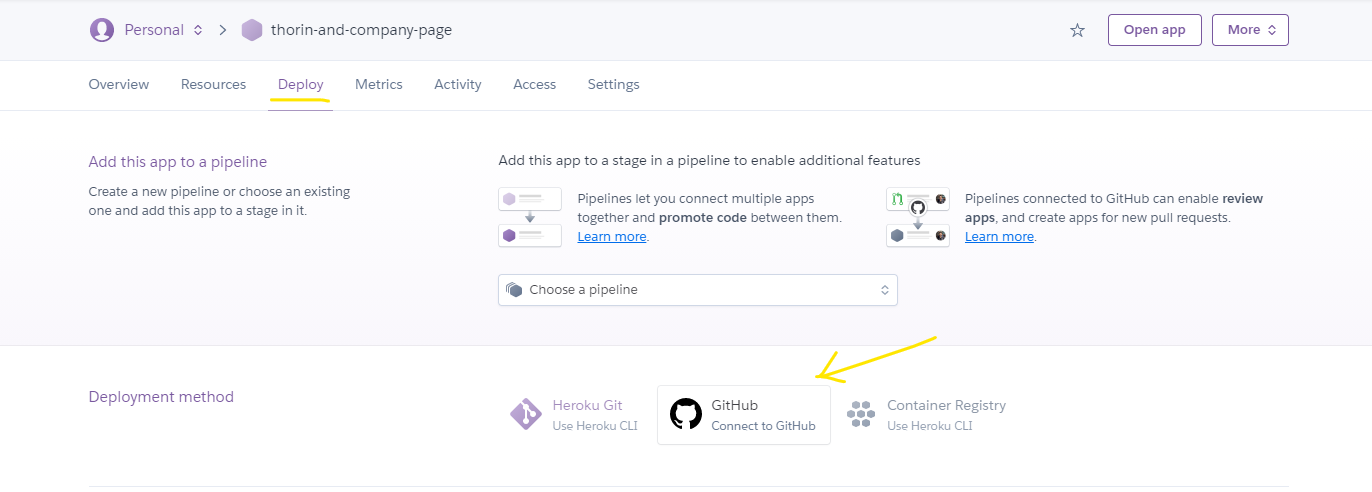 Personal thorin-and-company-page Open app More
Overview Resources Deploy Metrics Activity Access Settings
Add this app to a pipeline
Create a new pipeline or choose an existing
one and add this app to a stage in it.
Add this app to a stage in a pipeline to enable additional features
Pipelines let you connect multiple apps
together and promote code between them.
Learn more.
Pipelines connected to GitHub can enable review
apps, and create apps for new pull requests.
Learn more.
Choose a pipeline
Deployment method
Heroku Git
Use Heroku CLI
GitHub
Connect to GitHub
Container Registry
Use Heroku CLI